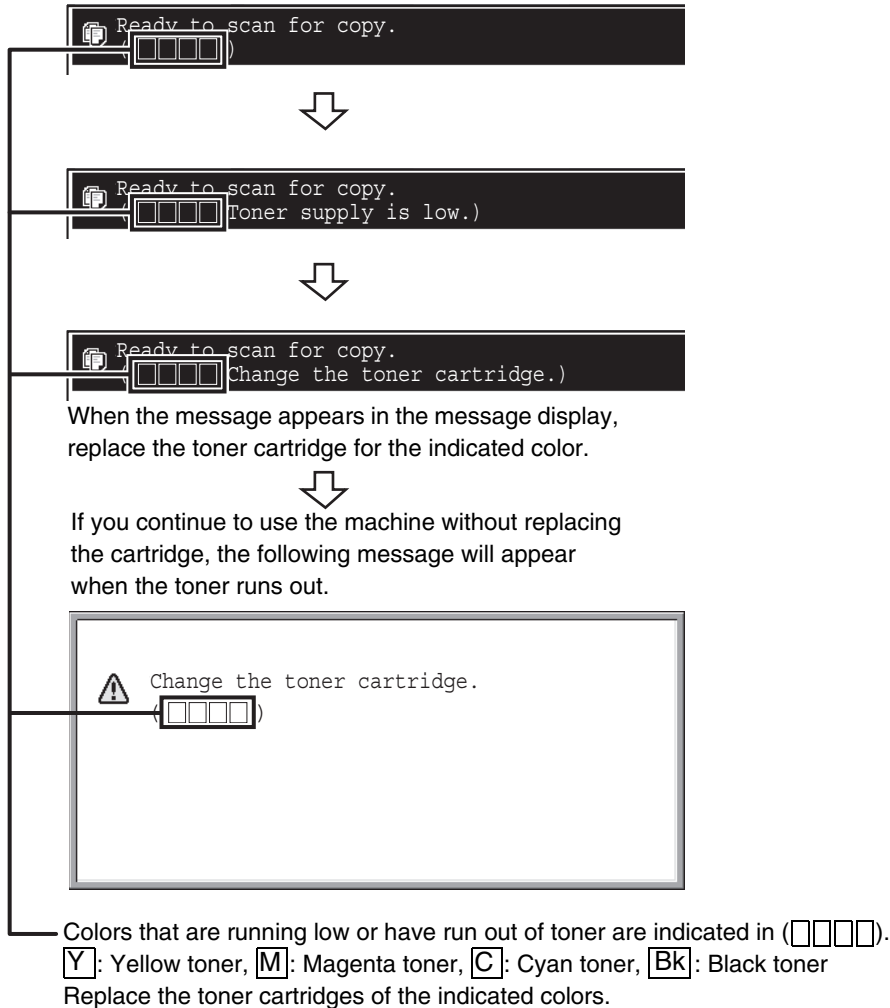 Ready to scan for copy.
(□□□□)
Ready to scan for copy.
(□□□□Toner supply is low.)
Ready to scan for copy.
(□□□□Change the toner cartridge.)
When the message appears in the message display,
replace the toner cartridge for the indicated color.
If you continue to use the machine without replacing
the cartridge, the following message will appear
when the toner runs out.
Change the toner cartridge.
(□□□□)
Colors that are running low or have run out of toner are indicated in (□□□□).
Y : Yellow toner, M : Magenta toner, C : Cyan toner, Bk : Black toner
Replace the toner cartridges of the indicated colors.